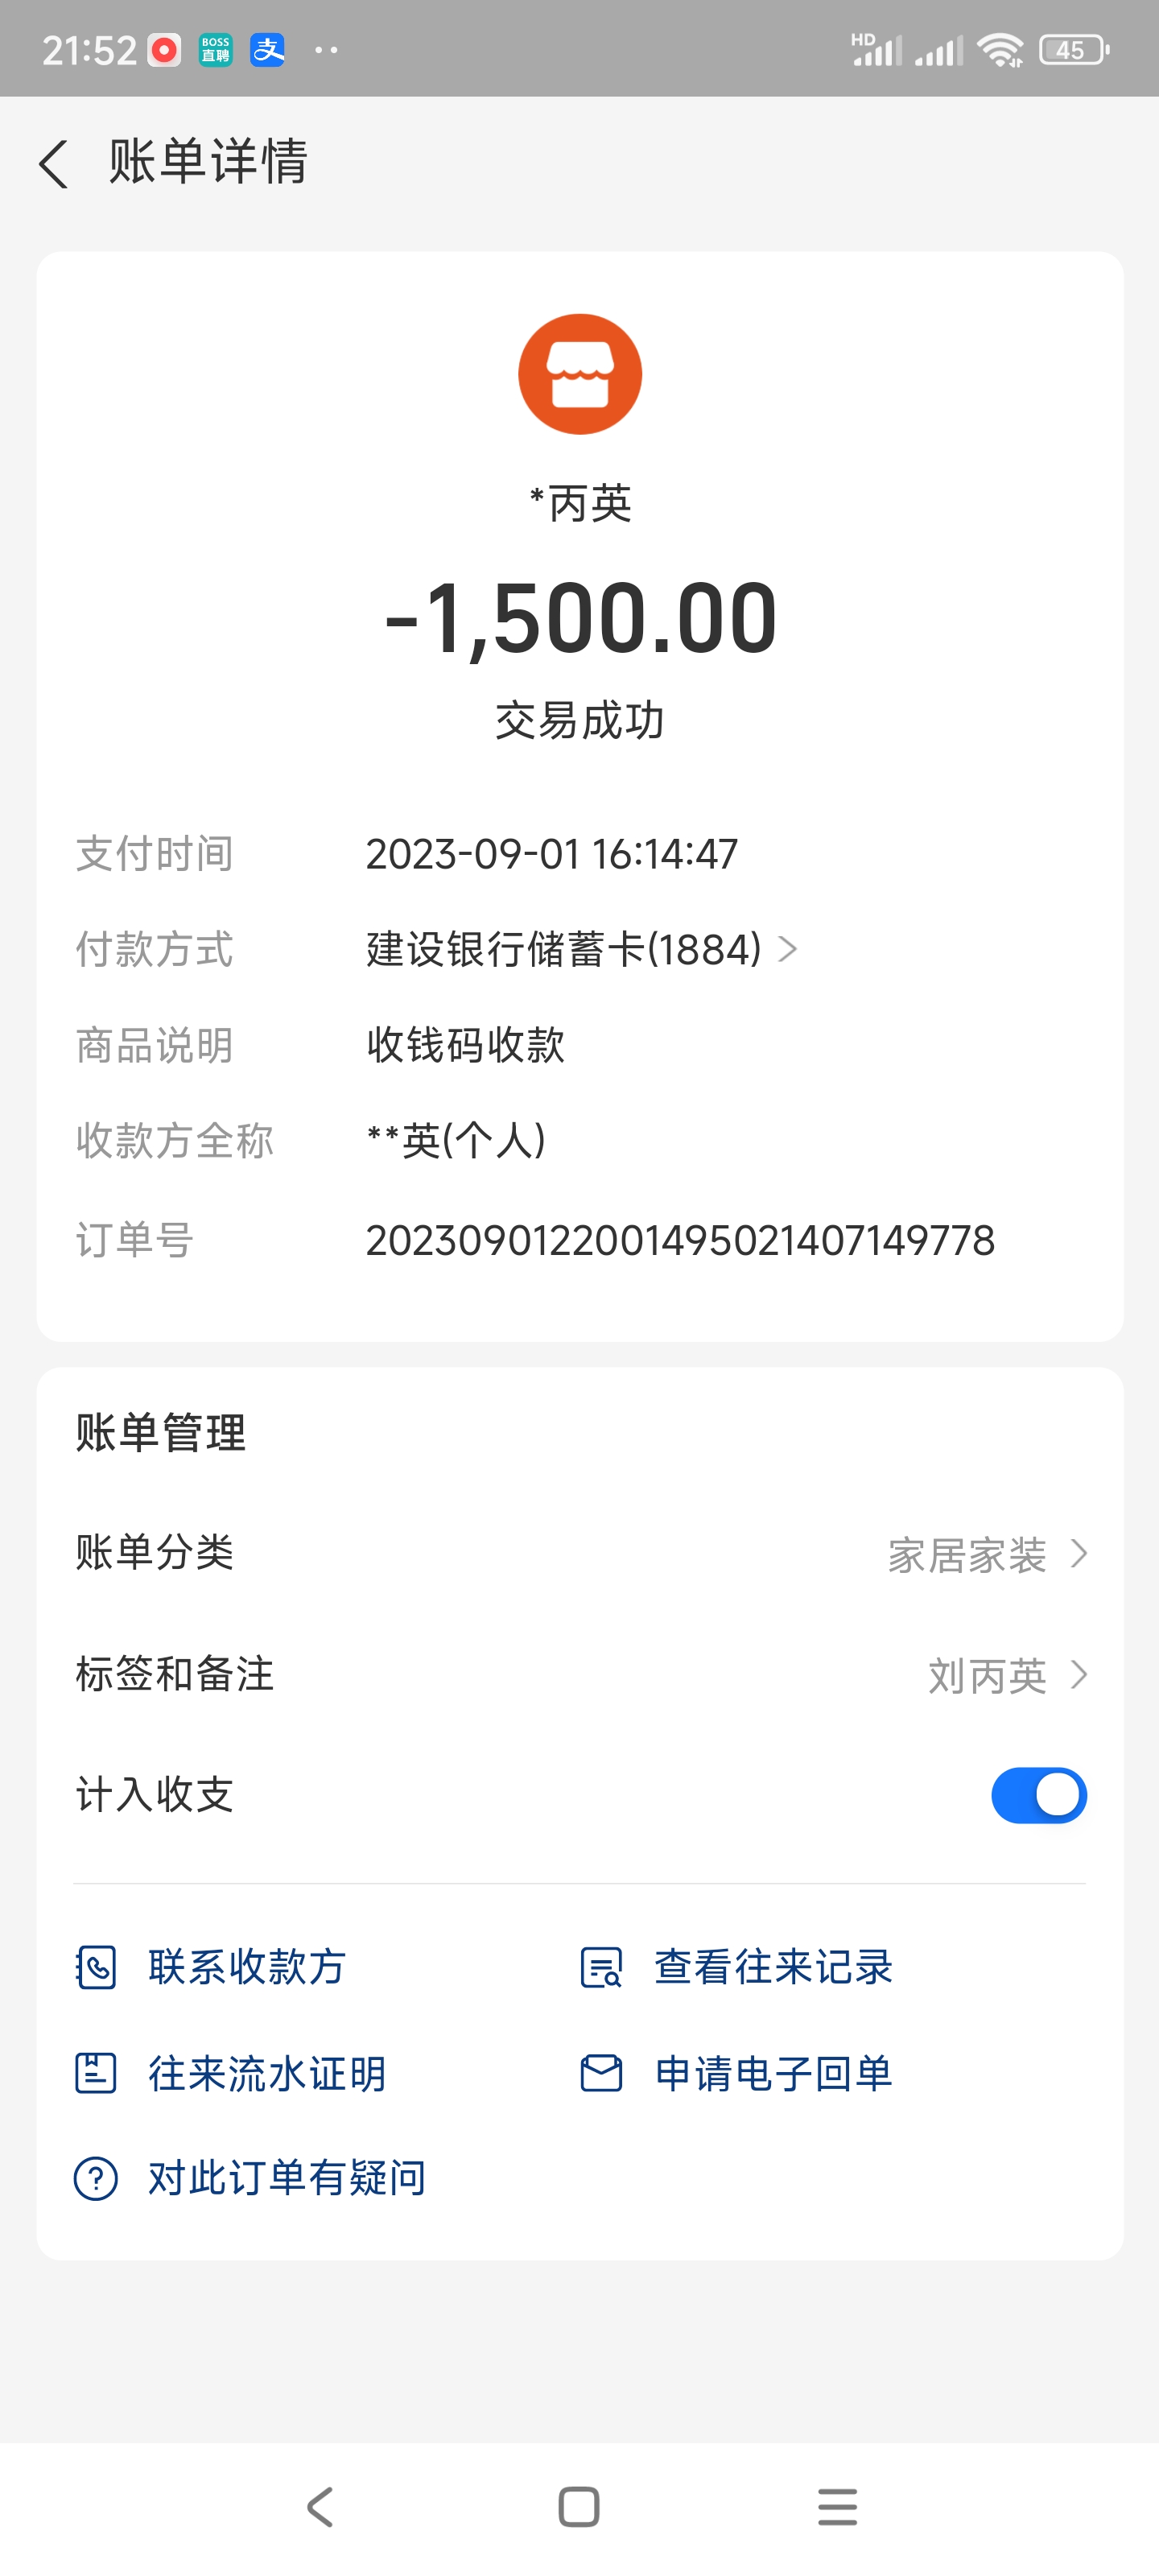 21:52 BOSS直聘 支 HD 45
账单详情
*丙英
-1,500.00
交易成功
支付时间 2023-09-01 16:14:47
付款方式 建设银行储蓄卡(1884)
商品说明 收钱码收款
收款方全称 **英(个人)
订单号 20230901220014950214071​49778
账单管理
账单分类 家居家装
标签和备注 刘丙英
计入收支
联系收款方 查看往来记录
往来流水证明 申请电子回单
对此订单有疑问